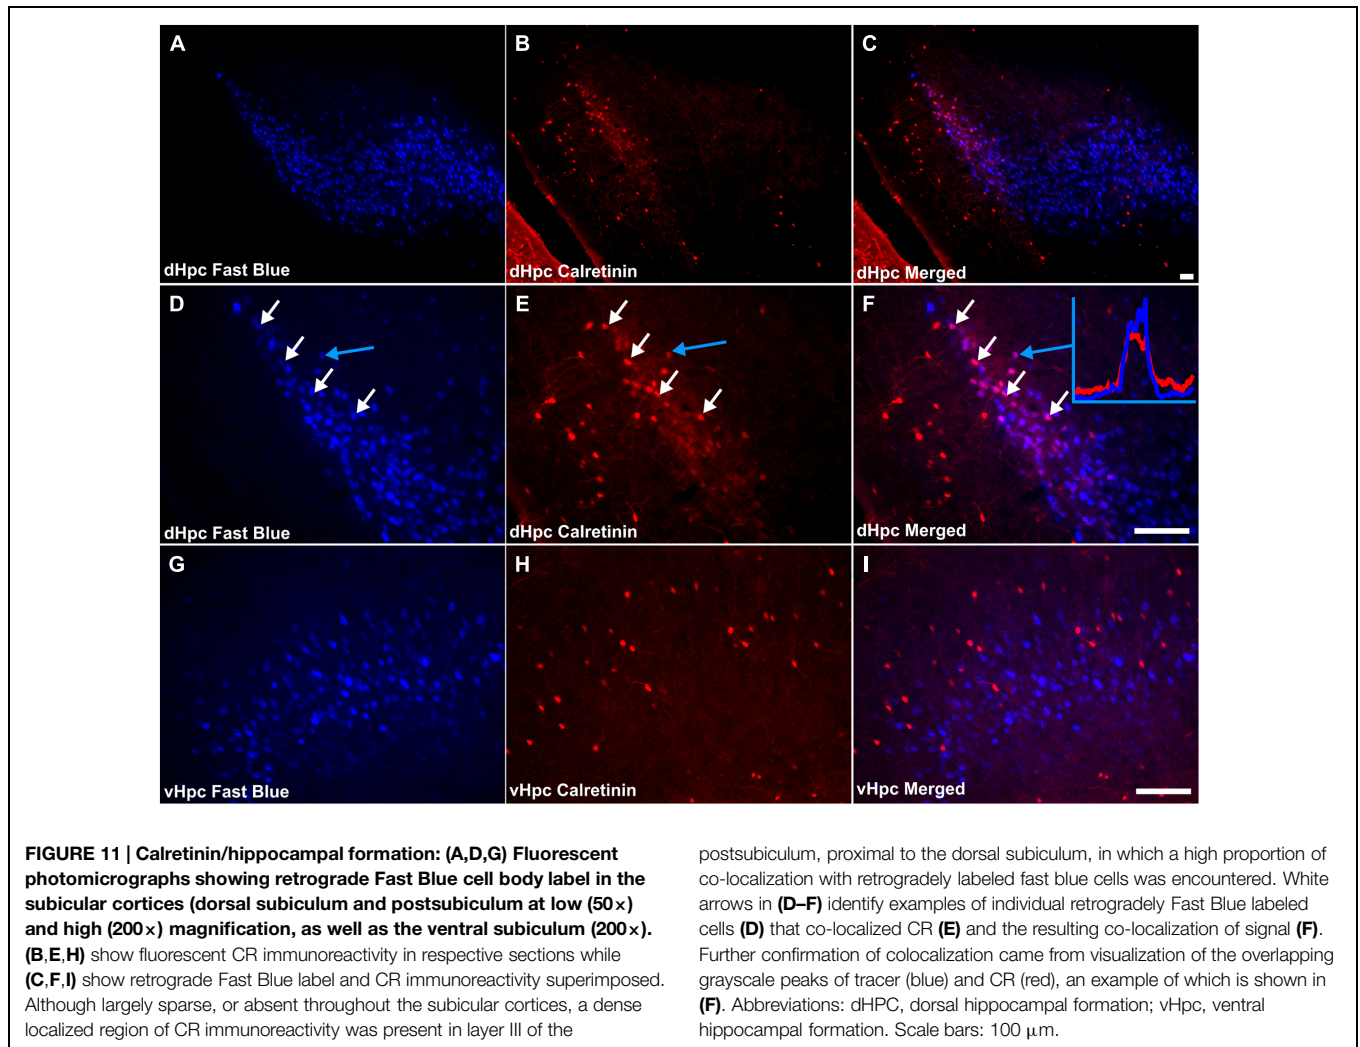 A
B
C
dHpc Fast Blue
dHpc Calretinin
dHpc Merged
D
E
F
dHpc Fast Blue
dHpc Calretinin
dHpc Merged
G
H
I
vHpc Fast Blue
vHpc Calretinin
vHpc Merged
FIGURE 11 | Calretinin/hippocampal formation: (A,D,G) Fluorescent
photomicrographs showing retrograde Fast Blue cell body label in the
subicular cortices (dorsal subiculum and postsubiculum at low (50×)
and high (200×) magnification, as well as the ventral subiculum (200×).
(B,E,H) show fluorescent CR immunoreactivity in respective sections while
(C,F,I) show retrograde Fast Blue label and CR immunoreactivity superimposed.
Although largely sparse, or absent throughout the subicular cortices, a dense
localized region of CR immunoreactivity was present in layer III of the
postsubiculum, proximal to the dorsal subiculum, in which a high proportion of
co-localization with retrogradely labeled fast blue cells was encountered. White
arrows in (D–F) identify examples of individual retrogradely Fast Blue labeled
cells (D) that co-localized CR (E) and the resulting co-localization of signal (F).
Further confirmation of colocalization came from visualization of the overlapping
grayscale peaks of tracer (blue) and CR (red), an example of which is shown in
(F). Abbreviations: dHPC, dorsal hippocampal formation; vHpc, ventral
hippocampal formation. Scale bars: 100 μm.